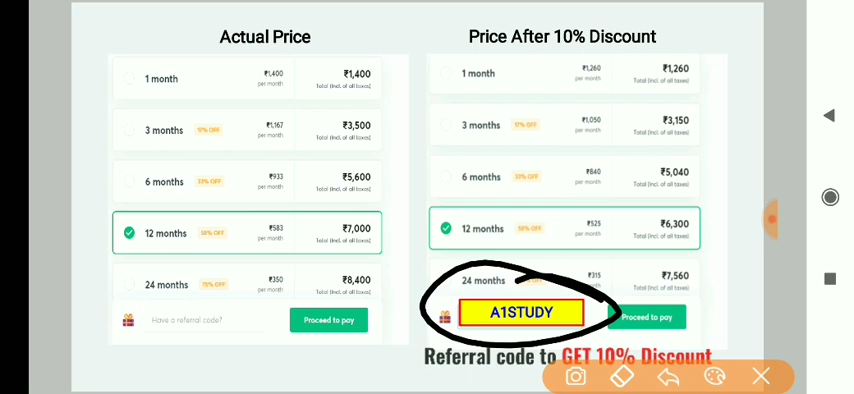 Actual Price
1 month ₹1,400 per month ₹1,400 Total (Incl. of all taxes)
3 months ₹1,167 per month ₹3,500 Total (Incl. of all taxes)
6 months 33% OFF ₹933 per month ₹5,600 Total (Incl. of all taxes)
12 months 50% OFF ₹583 per month ₹7,000 Total (Incl. of all taxes)
24 months 75% OFF ₹350 per month ₹8,400 Total (Incl. of all taxes)
Have a referral code? Proceed to pay
Price After 10% Discount
1 month ₹1,260 per month ₹1,260 Total (Incl. of all taxes)
3 months ₹1,050 per month ₹3,150 Total (Incl. of all taxes)
6 months 33% OFF ₹840 per month ₹5,040 Total (Incl. of all taxes)
12 months 50% OFF ₹525 per month ₹6,300 Total (Incl. of all taxes)
24 months ₹315 per month ₹7,560 Total (Incl. of all taxes)
A1STUDY Proceed to pay
Referral code to GET 10% Discount